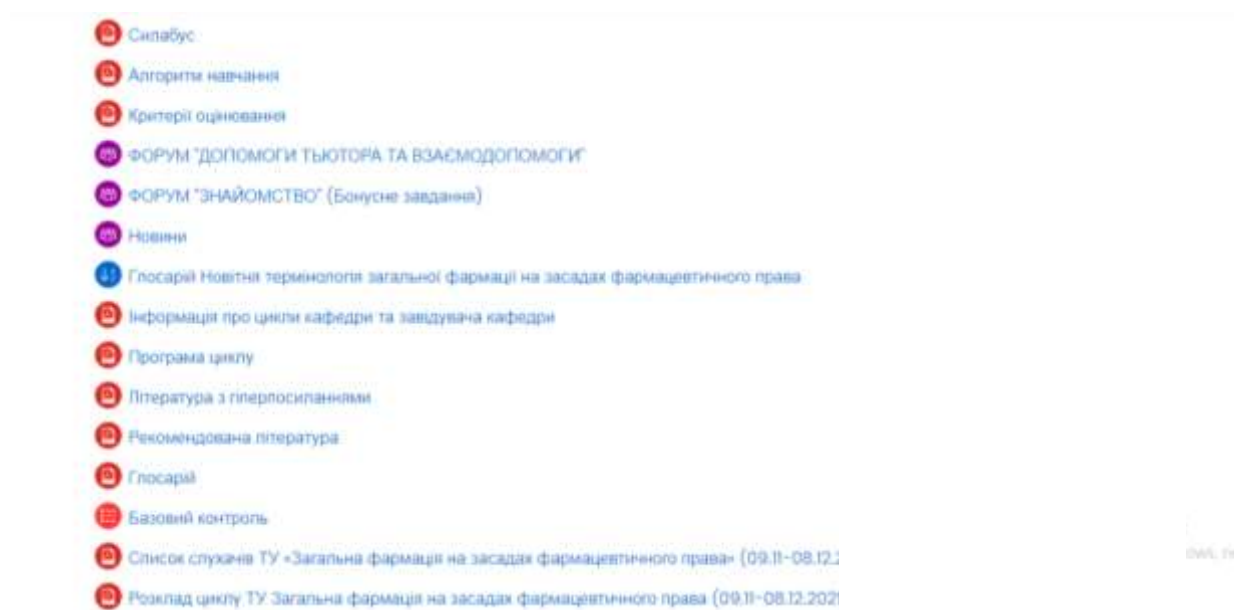 Силабус
Алгоритм навчання
Критерії оцінювання
ФОРУМ "ДОПОМОГИ ТЬЮТОРА ТА ВЗАЄМОДОПОМОГИ"
ФОРУМ "ЗНАЙОМСТВО" (Бонусне завдання)
Новини
Глосарій Новітня термінологія загальної фармації на засадах фармацевтичного права
Інформація про цикли кафедри та завідувача кафедри
Програма циклу
Література з гіперпосиланнями
Рекомендована література
Глосарій
Базовий контроль
Список слухачів ТУ «Загальна фармація на засадах фармацевтичного права» (09.11-08.12.2
Розклад циклу ТУ Загальна фармація на засадах фармацевтичного права (09.11-08.12.202